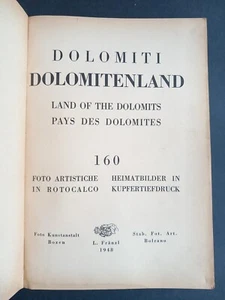 DOLOMITI
DOLOMITENLAND
LAND OF THE DOLOMITS
PAYS DES DOLOMITES
160
FOTO ARTISTICHE HEIMATBILDER IN
IN ROTOCALCO KUPFERTIEFDRUCK
Foto Kunstanstalt Stab. Fot. Art.
Bozen L. Fränzl Bolzano
1948